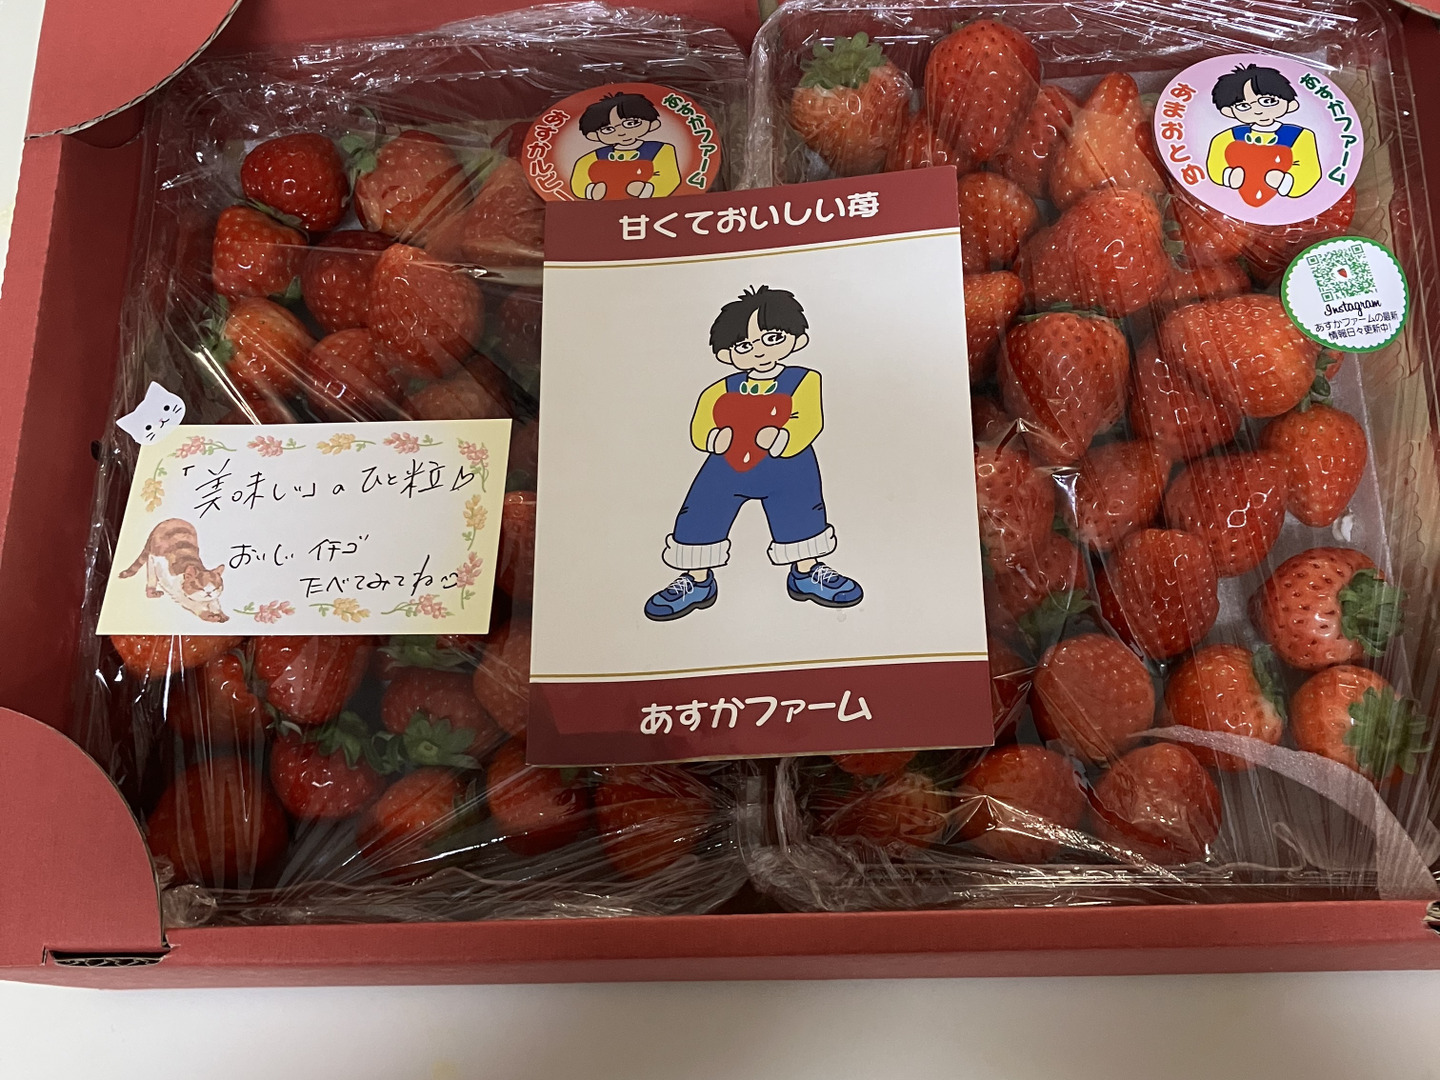 あすかルビー
あすかファーム
あまおとめ
あすかファーム
甘くておいしい苺
Instagram
あすかファームの最新
情報日々更新中!
「美味しい」のひと粒
おいしいイチゴ
たべてみてね
あすかファーム